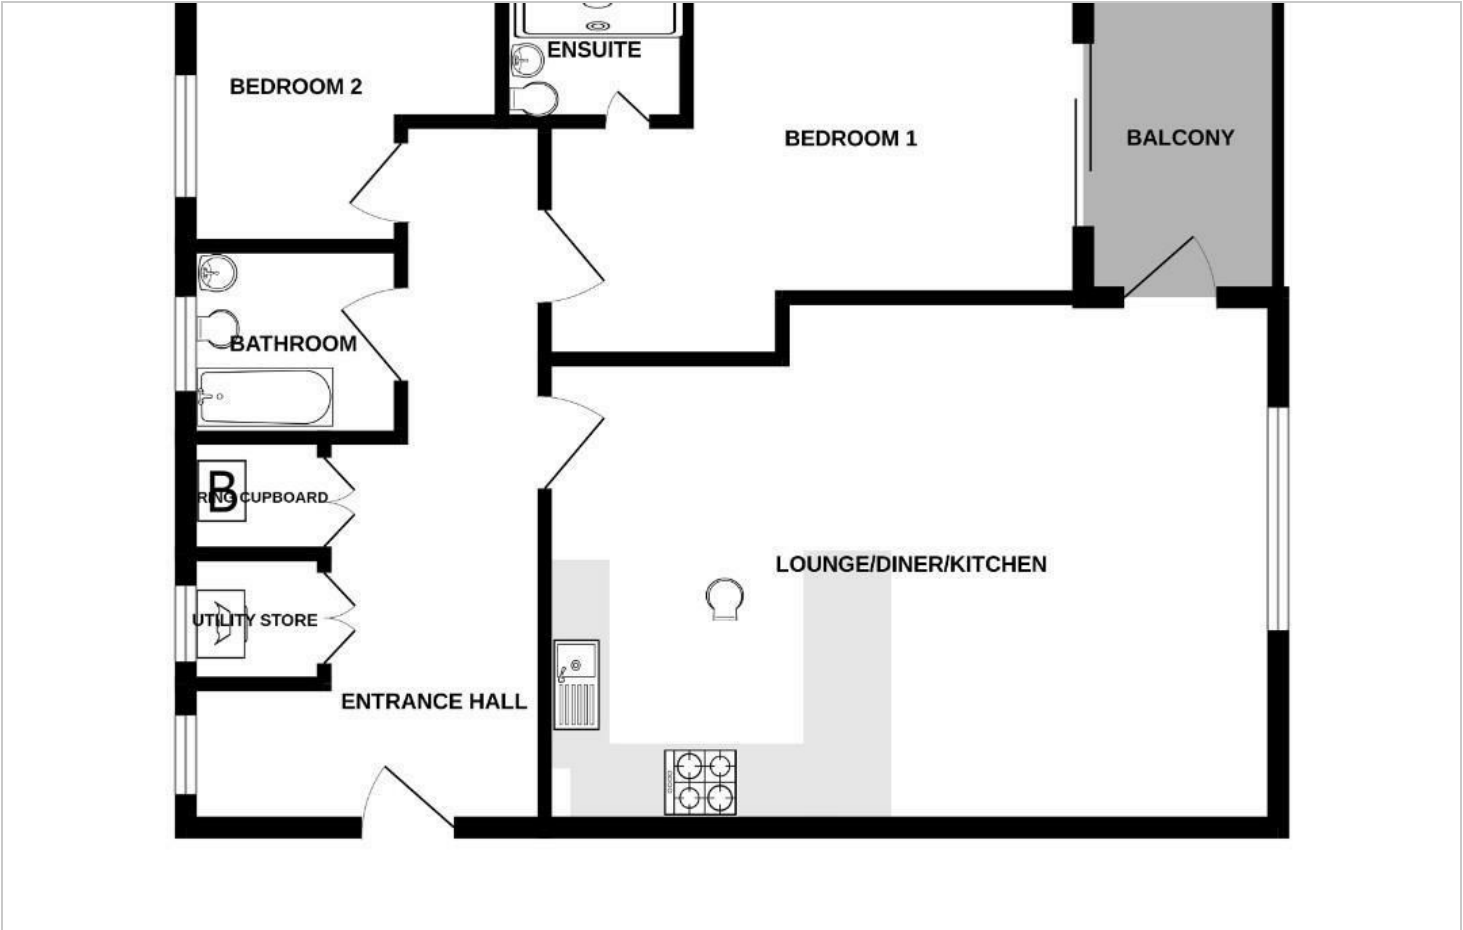 ENSUITE
BEDROOM 2
BEDROOM 1
BALCONY
BATHROOM
B
CUPBOARD
UTILITY STORE
LOUNGE/DINER/KITCHEN
ENTRANCE HALL